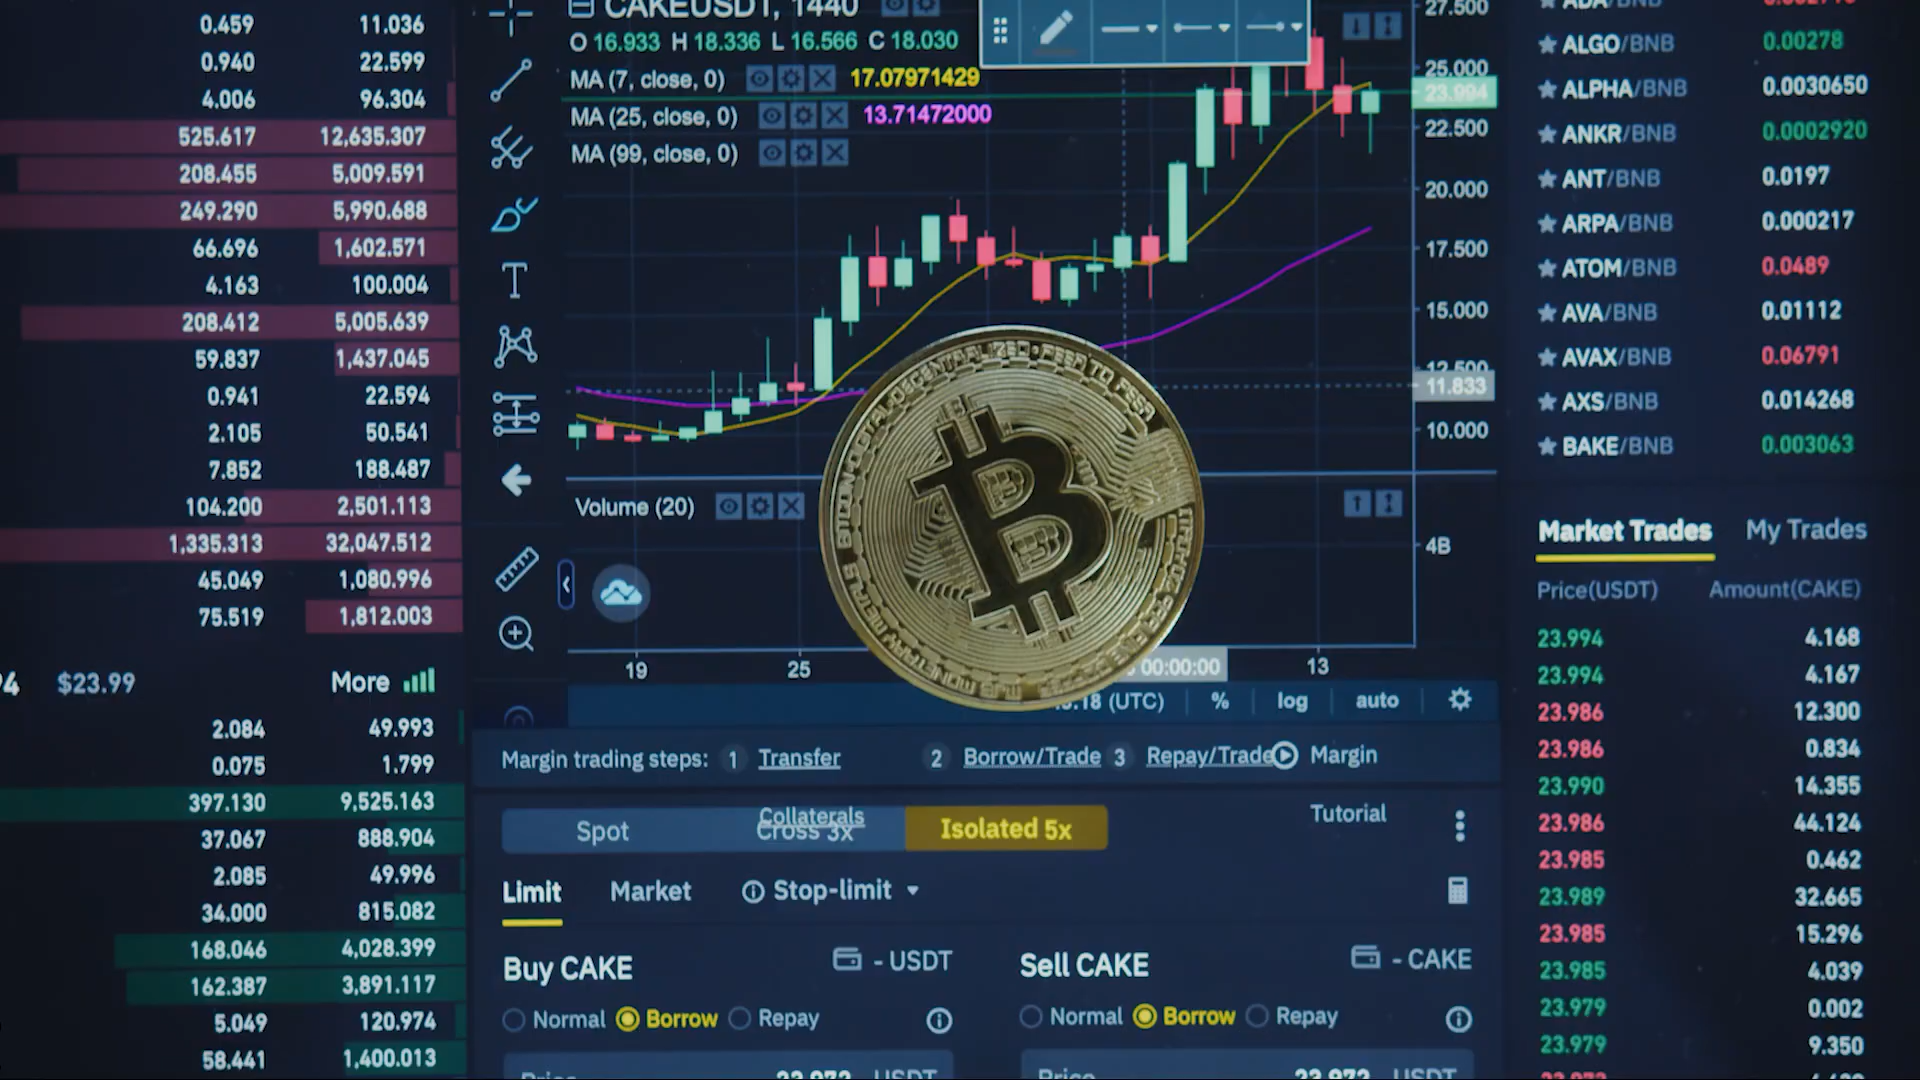 0.459 11.036
0.940 22.599
4.006 96.304
525.617 12,635.307
208.455 5,009.591
249.290 5,990.688
66.696 1,602.571
4.163 100.004
208.412 5,005.639
59.837 1,437.045
0.941 22.594
2.105 50.541
7.852 188.487
104.200 2,501.113
1,335.313 32,047.512
45.049 1,080.996
75.519 1,812.003
$23.99 More
2.084 49.993
0.075 1.799
397.130 9,525.163
37.067 888.904
2.085 49.996
34.000 815.082
168.046 4,028.399
162.387 3,891.117
5.049 120.974
58.441 1,400.013
CAKEUSDT, 1440
O 16.933 H 18.336 L 16.566 C 18.030
MA (7, close, 0) 17.07971429
MA (25, close, 0) 13.71472000
MA (99, close, 0)
27.500
25.000
23.994
22.500
20.000
17.500
15.000
12.500
11.833
10.000
Volume (20)
4B
19 25 00:00:00 13
18 (UTC) % log auto
B
DECENTRALIZED • PEER TO PEER
Margin trading steps: 1 Transfer 2 Borrow/Trade 3 Repay/Trade Margin
Collaterals Tutorial
Spot Cross 3x Isolated 5x
Limit Market Stop-limit
Buy CAKE - USDT
Normal Borrow Repay
Price 23.973 USDT
Sell CAKE - CAKE
Normal Borrow Repay
Price 23.973 USDT
ALGO/BNB 0.00278
ALPHA/BNB 0.0030650
ANKR/BNB 0.0002920
ANT/BNB 0.0197
ARPA/BNB 0.000217
ATOM/BNB 0.0489
AVA/BNB 0.01112
AVAX/BNB 0.06791
AXS/BNB 0.014268
BAKE/BNB 0.003063
Market Trades My Trades
Price(USDT) Amount(CAKE)
23.994 4.168
23.994 4.167
23.986 12.300
23.986 0.834
23.990 14.355
23.986 44.124
23.985 0.462
23.989 32.665
23.985 15.296
23.985 4.039
23.979 0.002
23.979 9.350